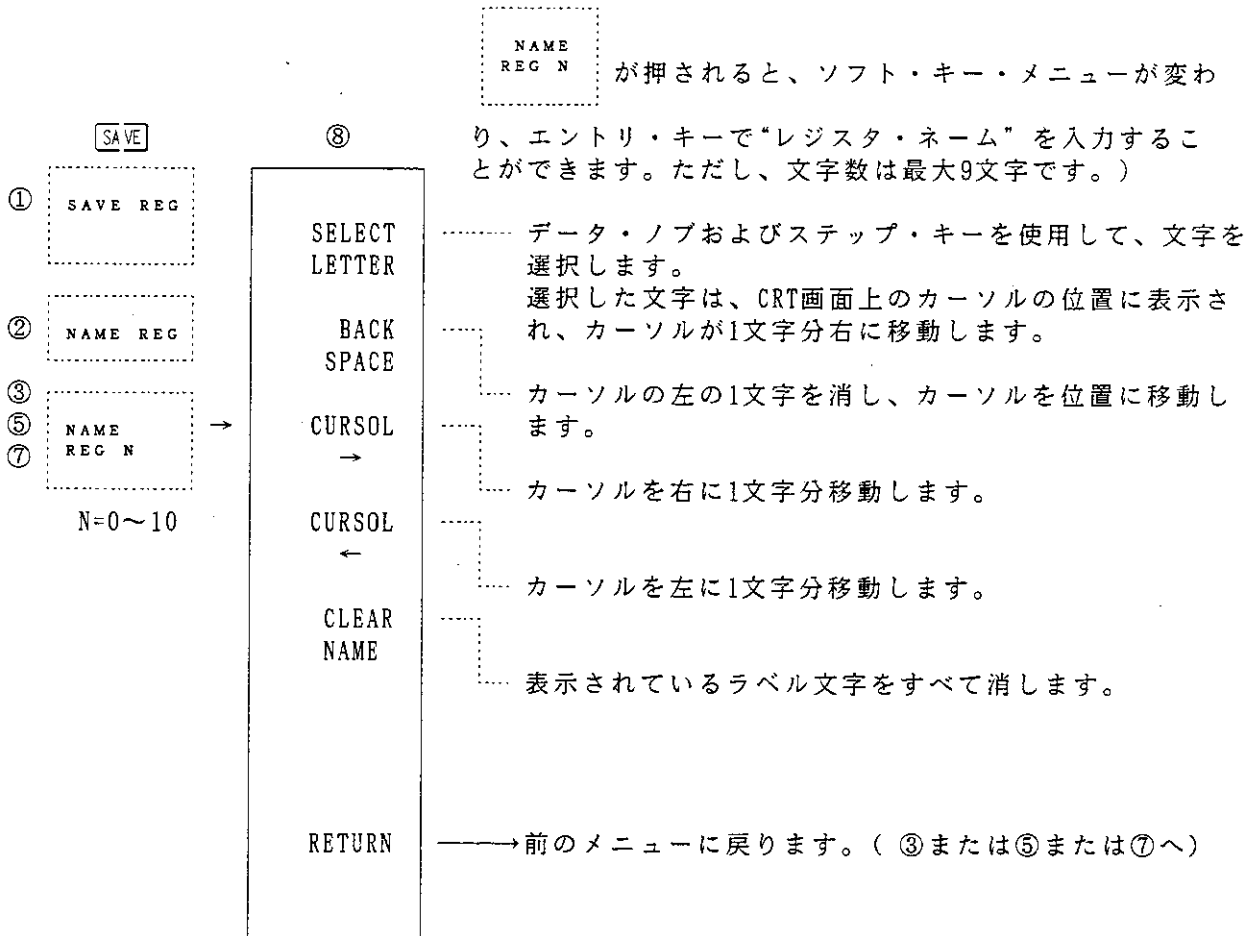 NAME
REG N が押されると、ソフト・キー・メニューが変わ
り、エントリ・キーで“レジスタ・ネーム” を入力するこ
とができます。ただし、文字数は最大9文字です。)
SAVE
① SAVE REG
② NAME REG
③
⑤ NAME
⑦ REG N
→
N=0～10
⑧
SELECT
LETTER
データ・ノブおよびステップ・キーを使用して、文字を
選択します。
選択した文字は、CRT画面上のカーソルの位置に表示さ
れ、カーソルが1文字分右に移動します。
BACK
SPACE
カーソルの左の1文字を消し、カーソルを位置に移動し
ます。
CURSOL
→
カーソルを右に1文字分移動します。
CURSOL
←
カーソルを左に1文字分移動します。
CLEAR
NAME
表示されているラベル文字をすべて消します。
RETURN →前のメニューに戻ります。( ③または⑤または⑦へ)